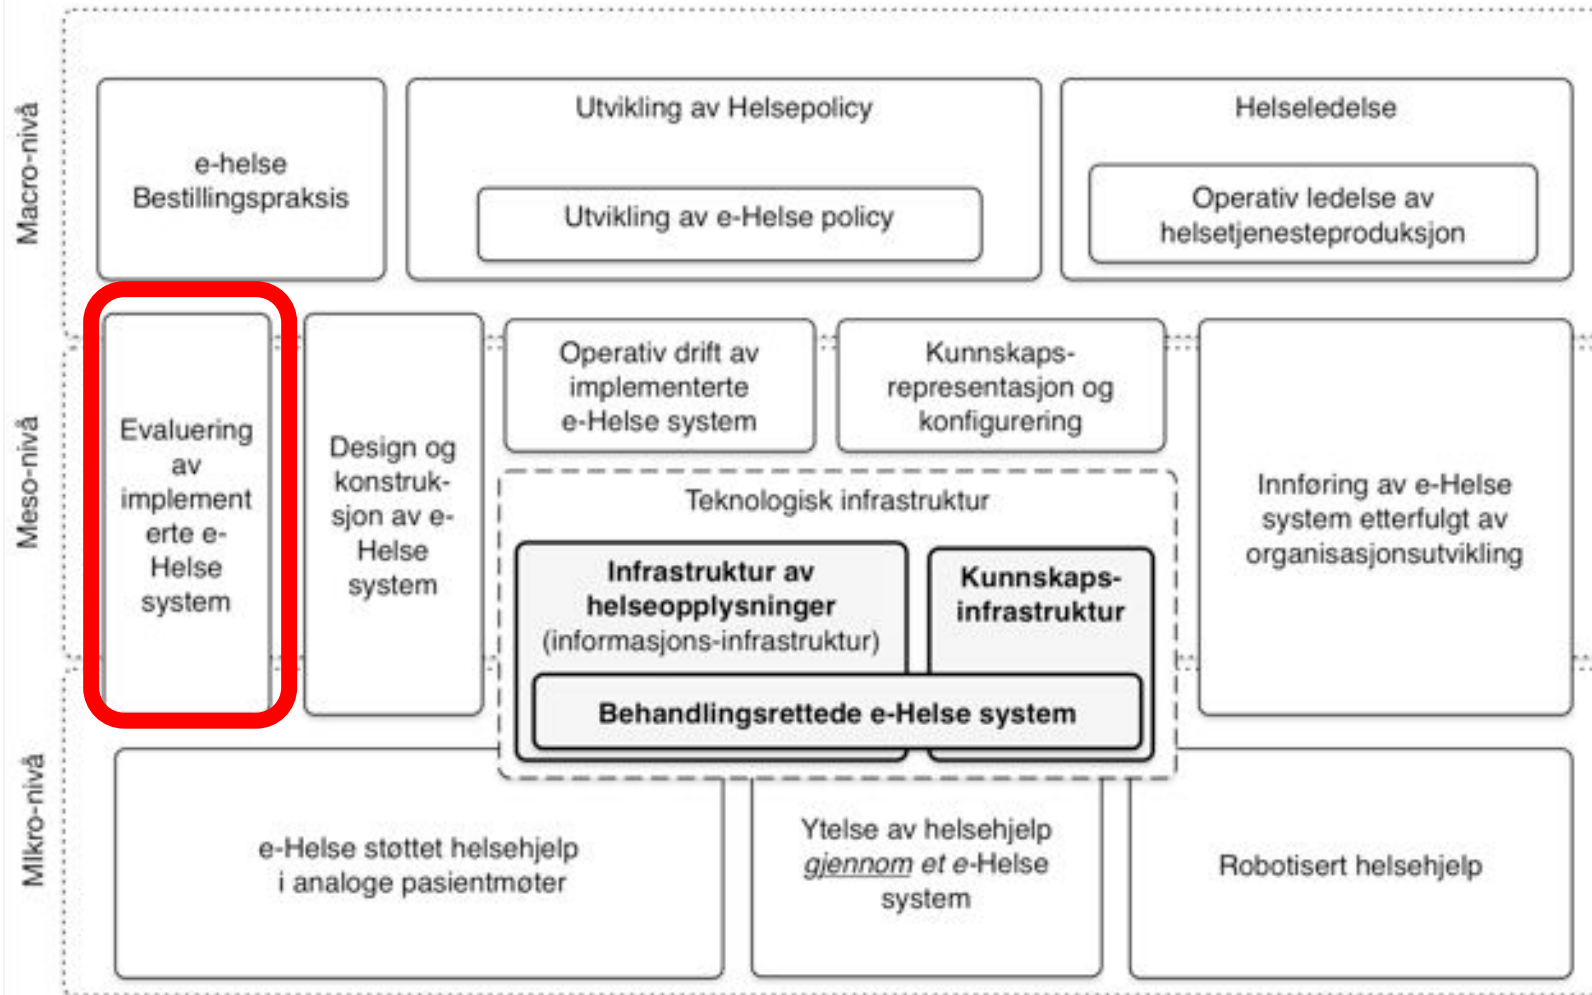 Macro-nivå
e-helse
Bestillingspraksis
Utvikling av Helsepolicy
Utvikling av e-Helse policy
Helseledelse
Operativ ledelse av
helsetjenesteproduksjon
Meso-nivå
Evaluering
av
implement
erte e-
Helse
system
Design og
konstruk-
sjon av e-
Helse
system
Operativ drift av
implementerte
e-Helse system
Kunnskaps-
representasjon og
konfigurering
Teknologisk infrastruktur
Infrastruktur av
helseopplysninger
(informasjons-infrastruktur)
Kunnskaps-
infrastruktur
Behandlingsrettede e-Helse system
Innføring av e-Helse
system etterfulgt av
organisasjonsutvikling
MIkro-nivå
e-Helse støttet helsehjelp
i analoge pasientmøter
Ytelse av helsehjelp
gjennom et e-Helse
system
Robotisert helsehjelp